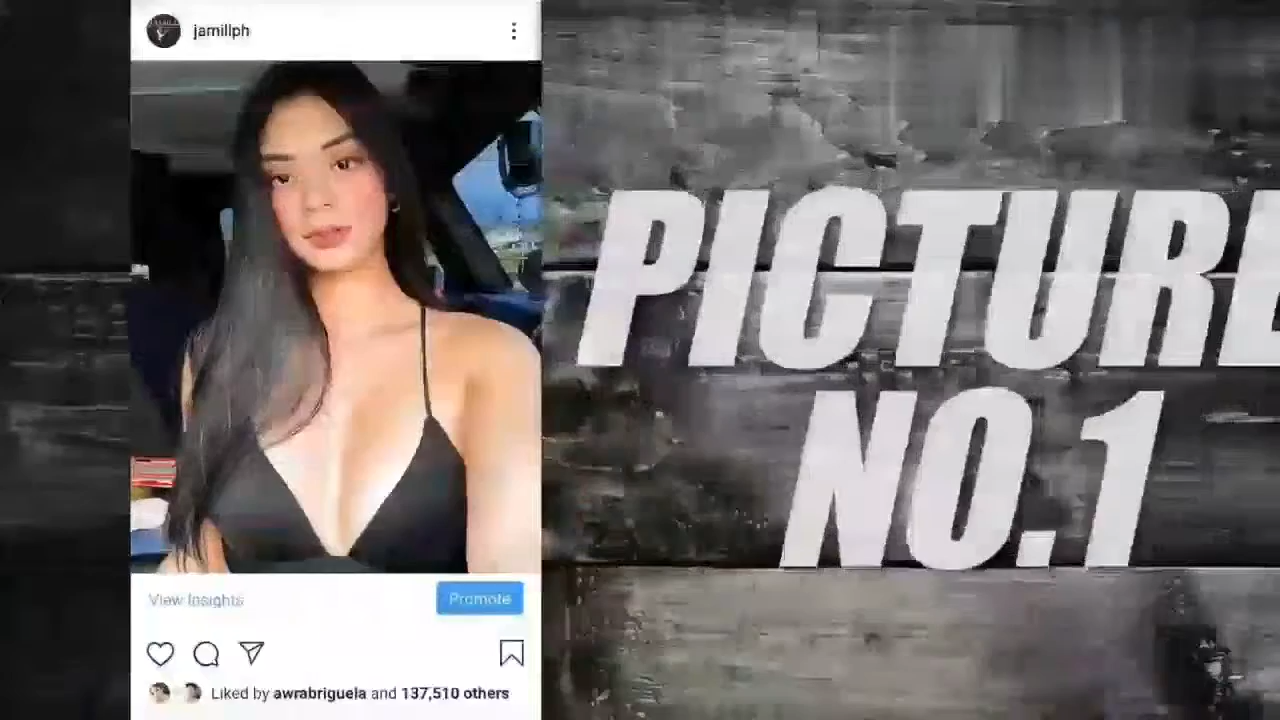 jamillph
View Insights
Promote
Liked by awrabriguela and 137,510 others
PICTURE
NO.1